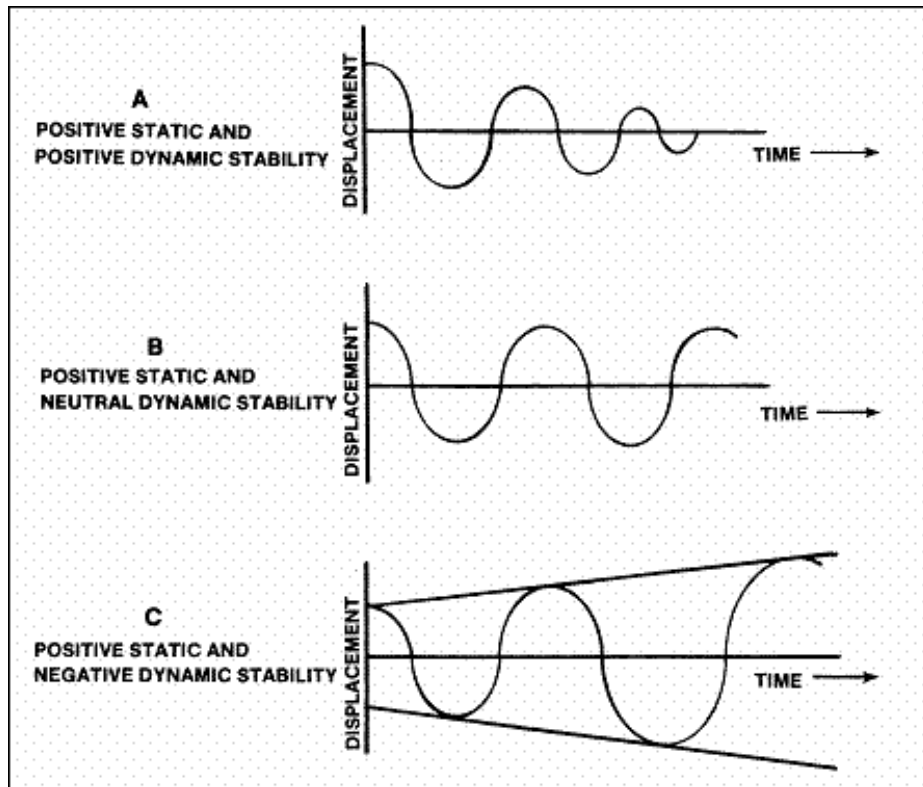 A
POSITIVE STATIC AND
POSITIVE DYNAMIC STABILITY
DISPLACEMENT
TIME
B
POSITIVE STATIC AND
NEUTRAL DYNAMIC STABILITY
DISPLACEMENT
TIME
C
POSITIVE STATIC AND
NEGATIVE DYNAMIC STABILITY
DISPLACEMENT
TIME